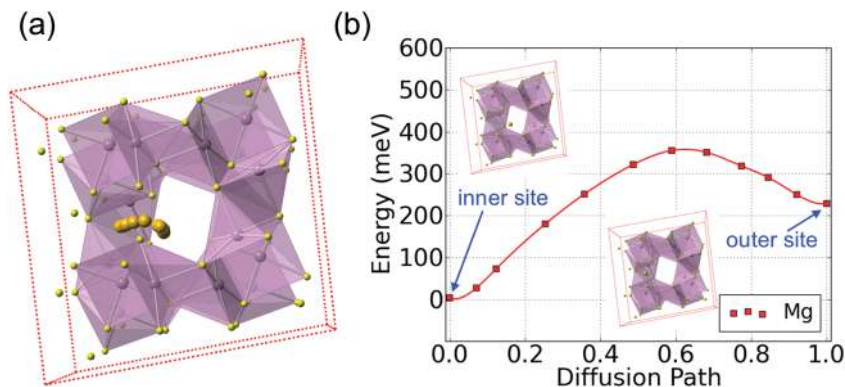 (a)
(b)
600
500
400
300
200
100
0
Energy (meV)
inner site
outer site
Mg
0.0 0.2 0.4 0.6 0.8 1.0
Diffusion Path